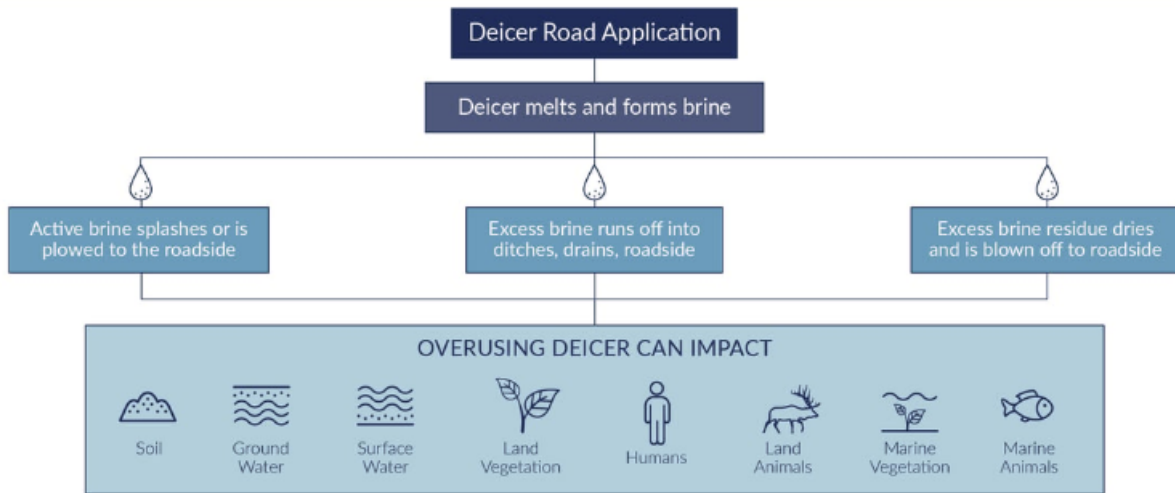 Deicer Road Application
Deicer melts and forms brine
Active brine splashes or is
plowed to the roadside
Excess brine runs off into
ditches, drains, roadside
Excess brine residue dries
and is blown off to roadside
OVERUSING DEICER CAN IMPACT
Soil
Ground
Water
Surface
Water
Land
Vegetation
Humans
Land
Animals
Marine
Vegetation
Marine
Animals